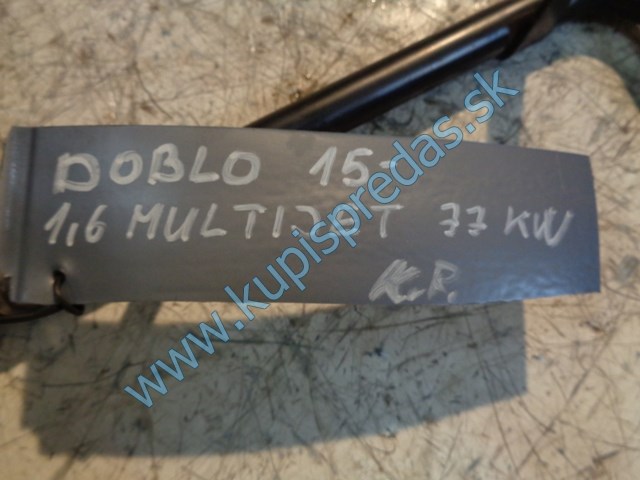 DOBLO 15-
1,6 MULTIJET 77 KW
K.R.
www.kupispredas.sk